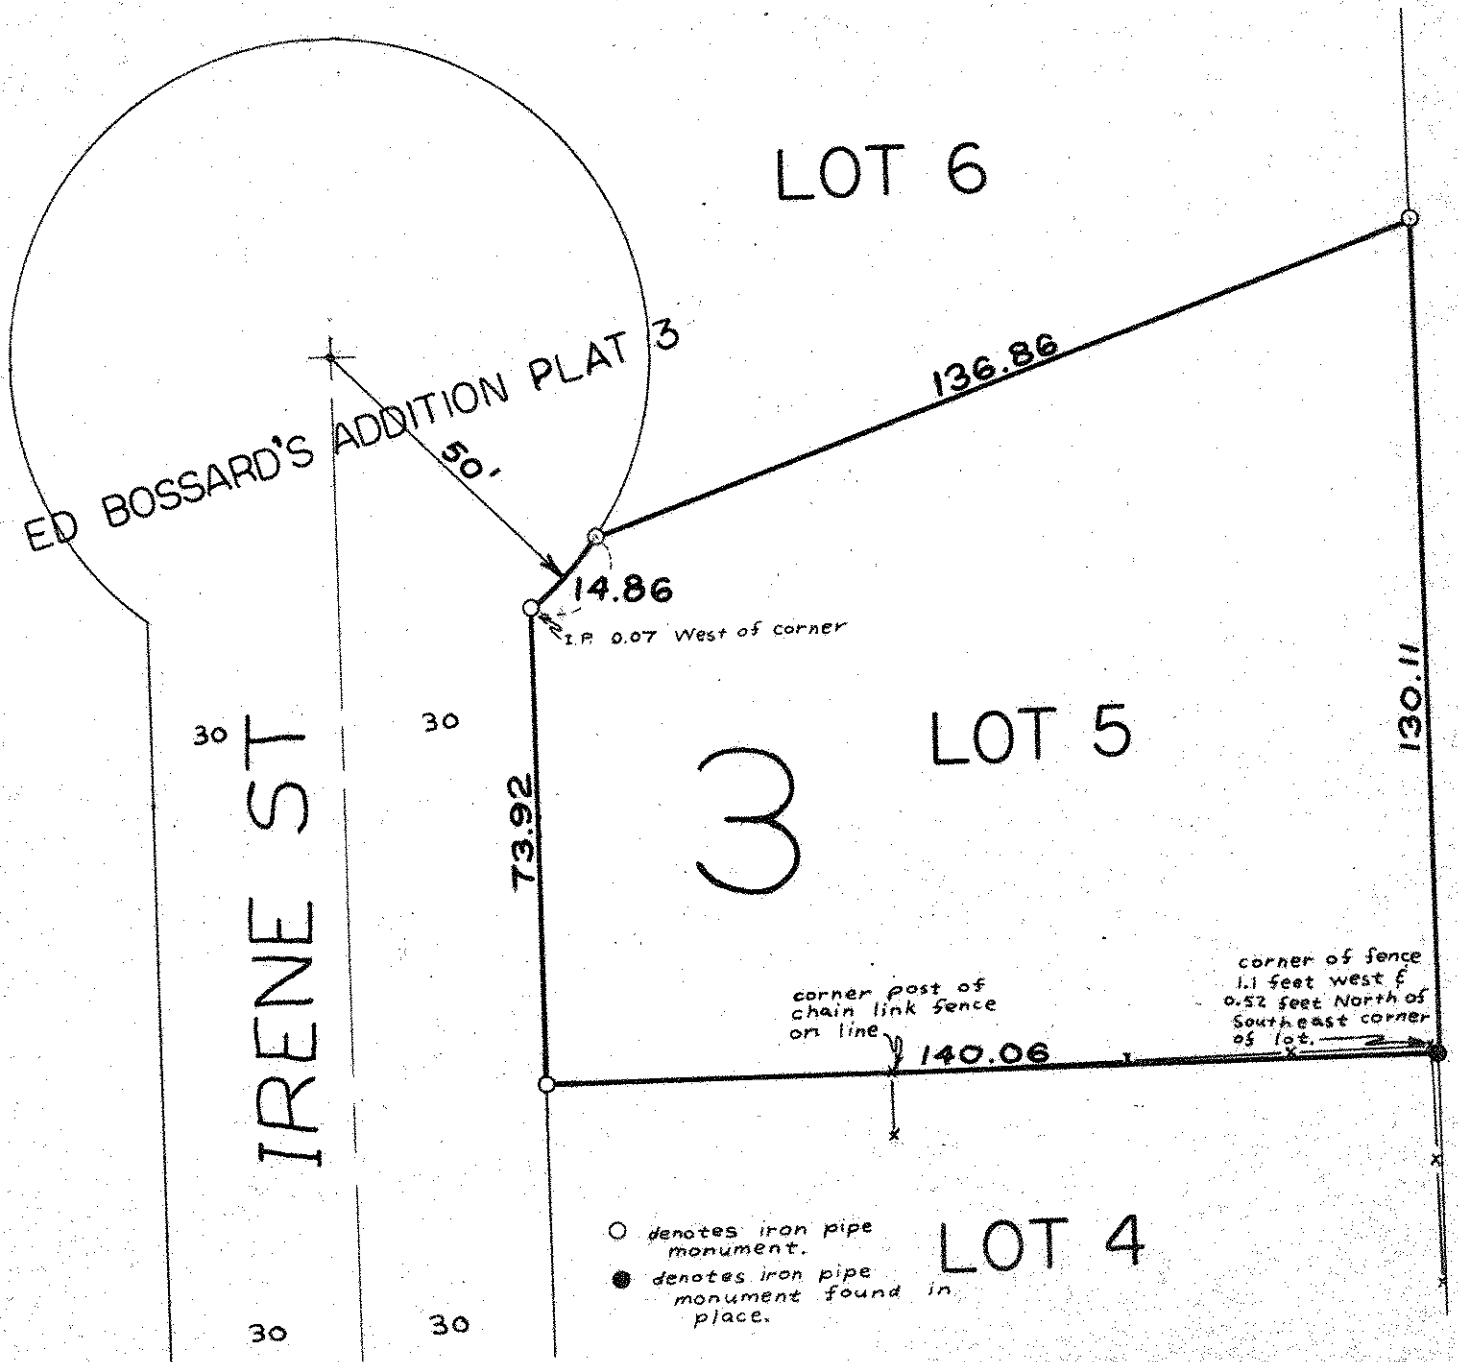 LOT 6
ED BOSSARD'S ADDITION PLAT 3
136.86
50'
14.86
I.P. 0.07 West of corner
30
30
IRENE ST
73.92
3
LOT 5
130.11
corner post of
chain link fence
on line
140.06
corner of fence
1.1 feet west &
0.52 feet North of
Southeast corner
of lot.
denotes iron pipe
monument.
denotes iron pipe
monument found in
place.
LOT 4
30
30